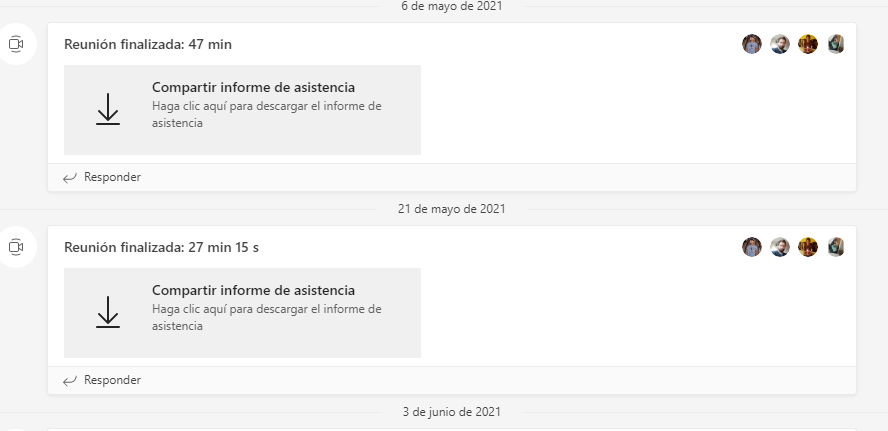 6 de mayo de 2021
Reunión finalizada: 47 min
Compartir informe de asistencia
Haga clic aquí para descargar el informe de
asistencia
Responder
21 de mayo de 2021
Reunión finalizada: 27 min 15 s
Compartir informe de asistencia
Haga clic aquí para descargar el informe de
asistencia
Responder
3 de junio de 2021